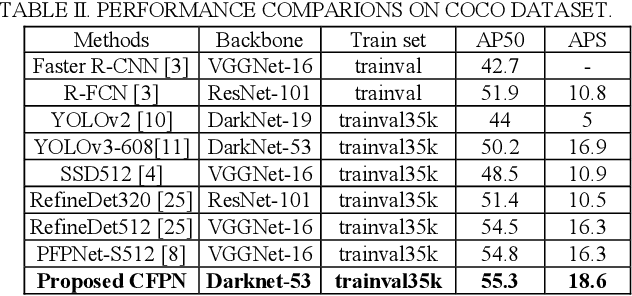 TABLE II. PERFORMANCE COMPARIONS ON COCO DATASET.
Methods Backbone Train set AP50 APS
Faster R-CNN [3] VGGNet-16 trainval 42.7 -
R-FCN [3] ResNet-101 trainval 51.9 10.8
YOLOv2 [10] DarkNet-19 trainval35k 44 5
YOLOv3-608[11] DarkNet-53 trainval35k 50.2 16.9
SSD512 [4] VGGNet-16 trainval35k 48.5 10.9
RefineDet320 [25] ResNet-101 trainval35k 51.4 10.5
RefineDet512 [25] VGGNet-16 trainval35k 54.5 16.3
PFPNet-S512 [8] VGGNet-16 trainval35k 54.8 16.3
Proposed CFPN Darknet-53 trainval35k 55.3 18.6